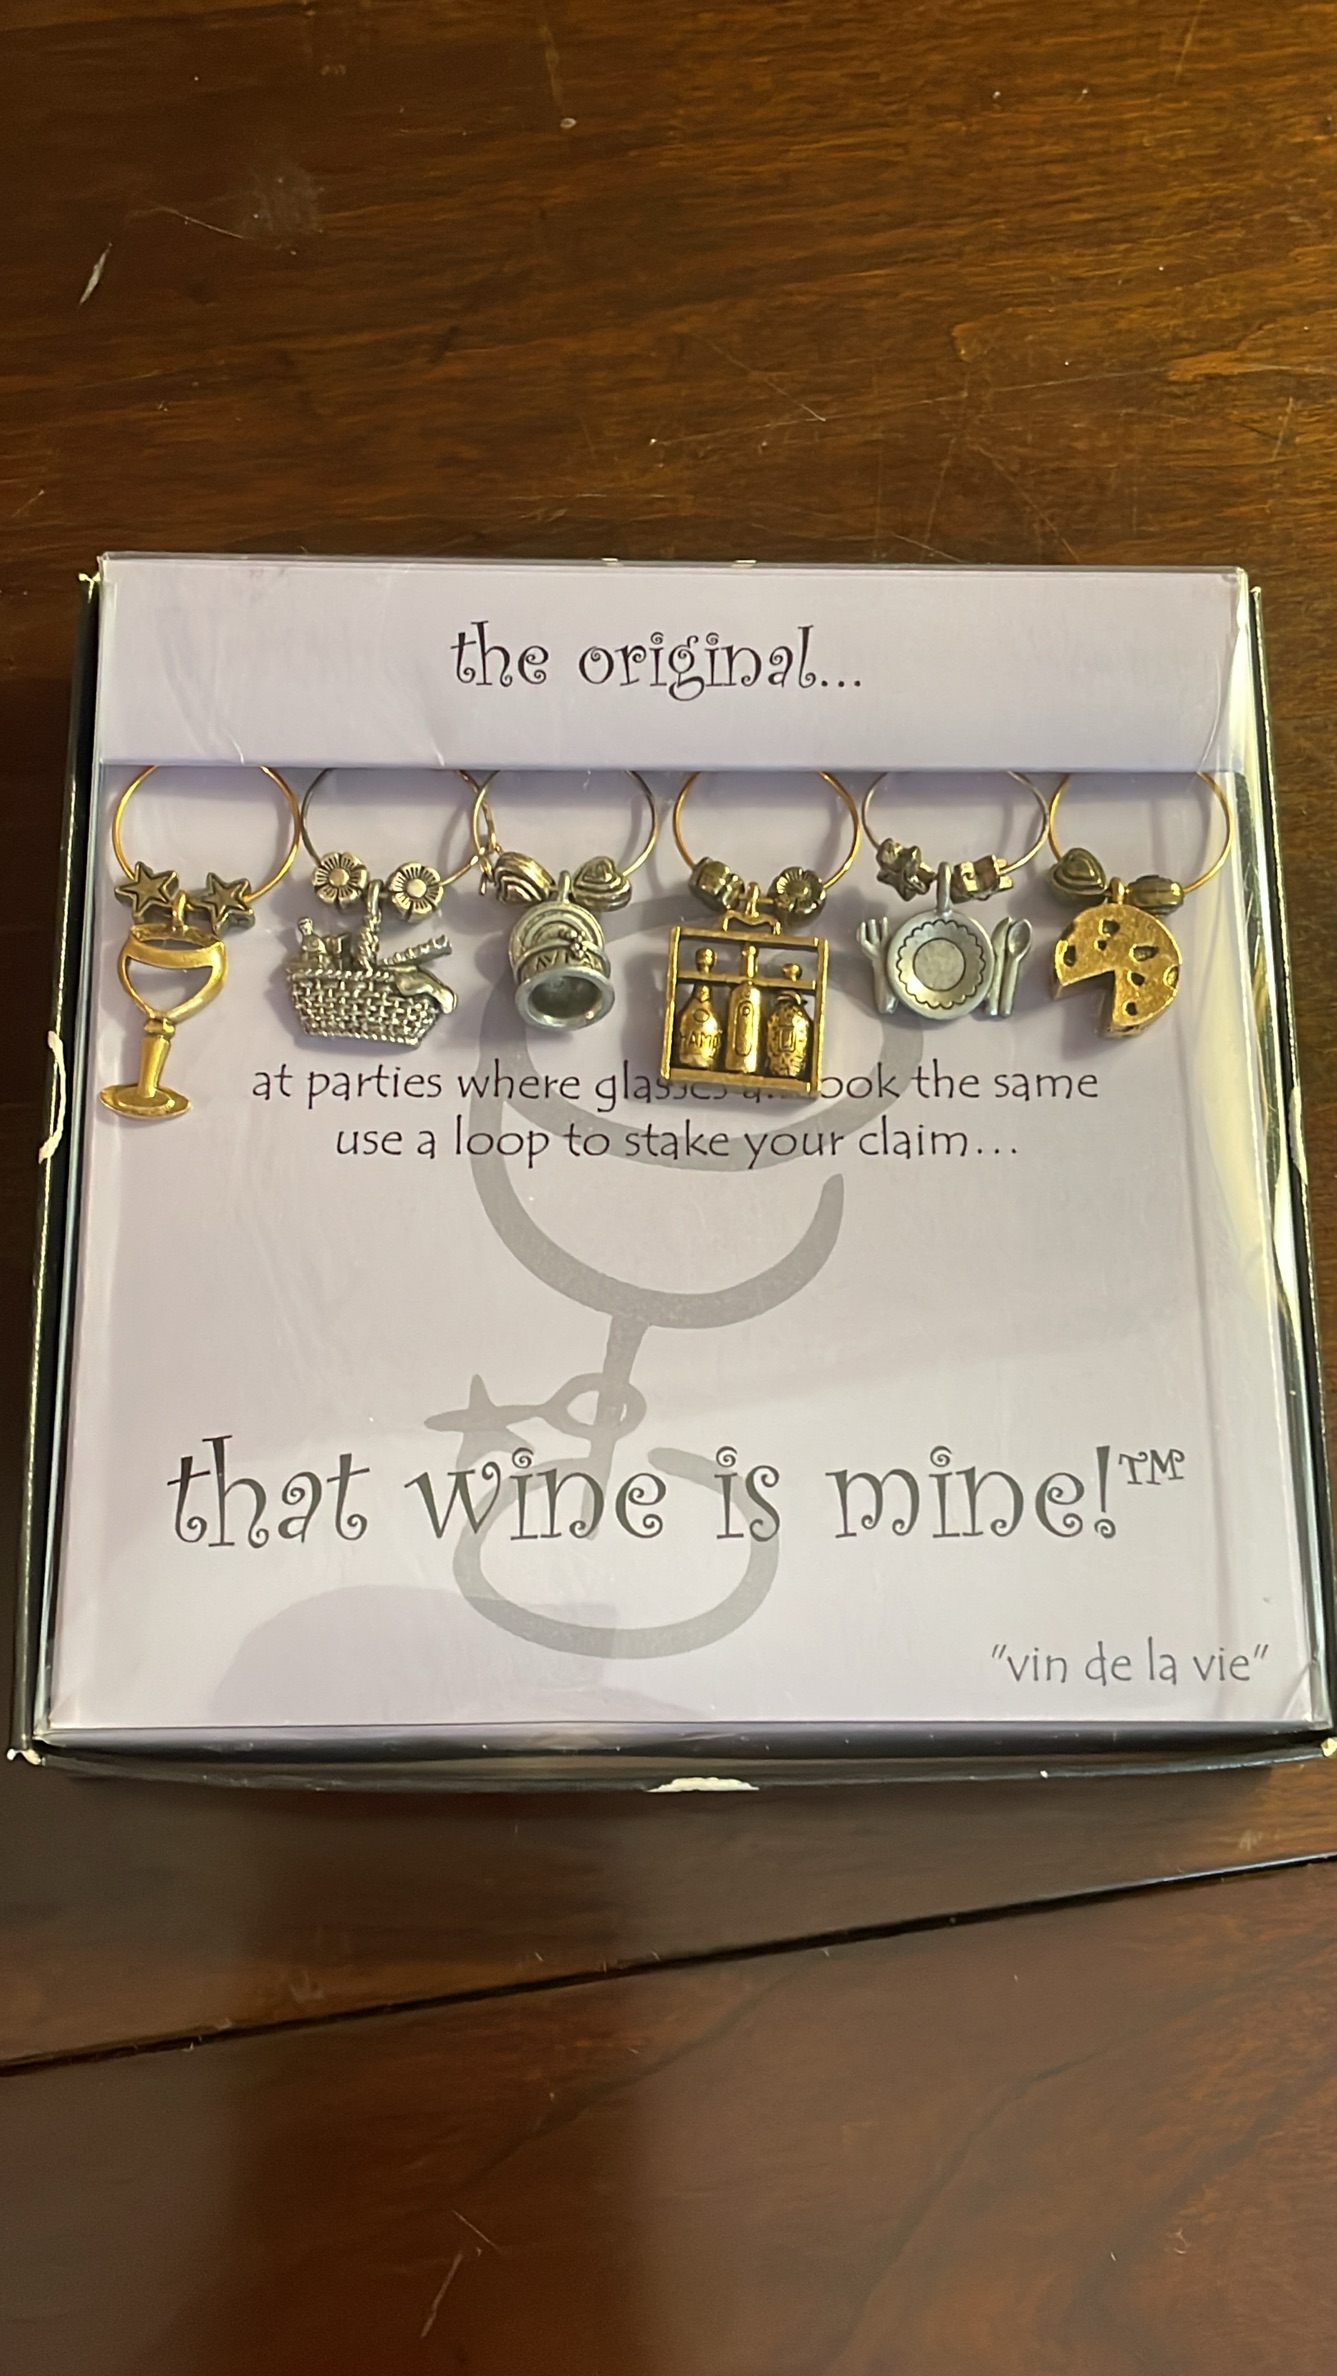 the original...
at parties where glasses look the same
use a loop to stake your claim...
that wine is mine!™
"vin de la vie"